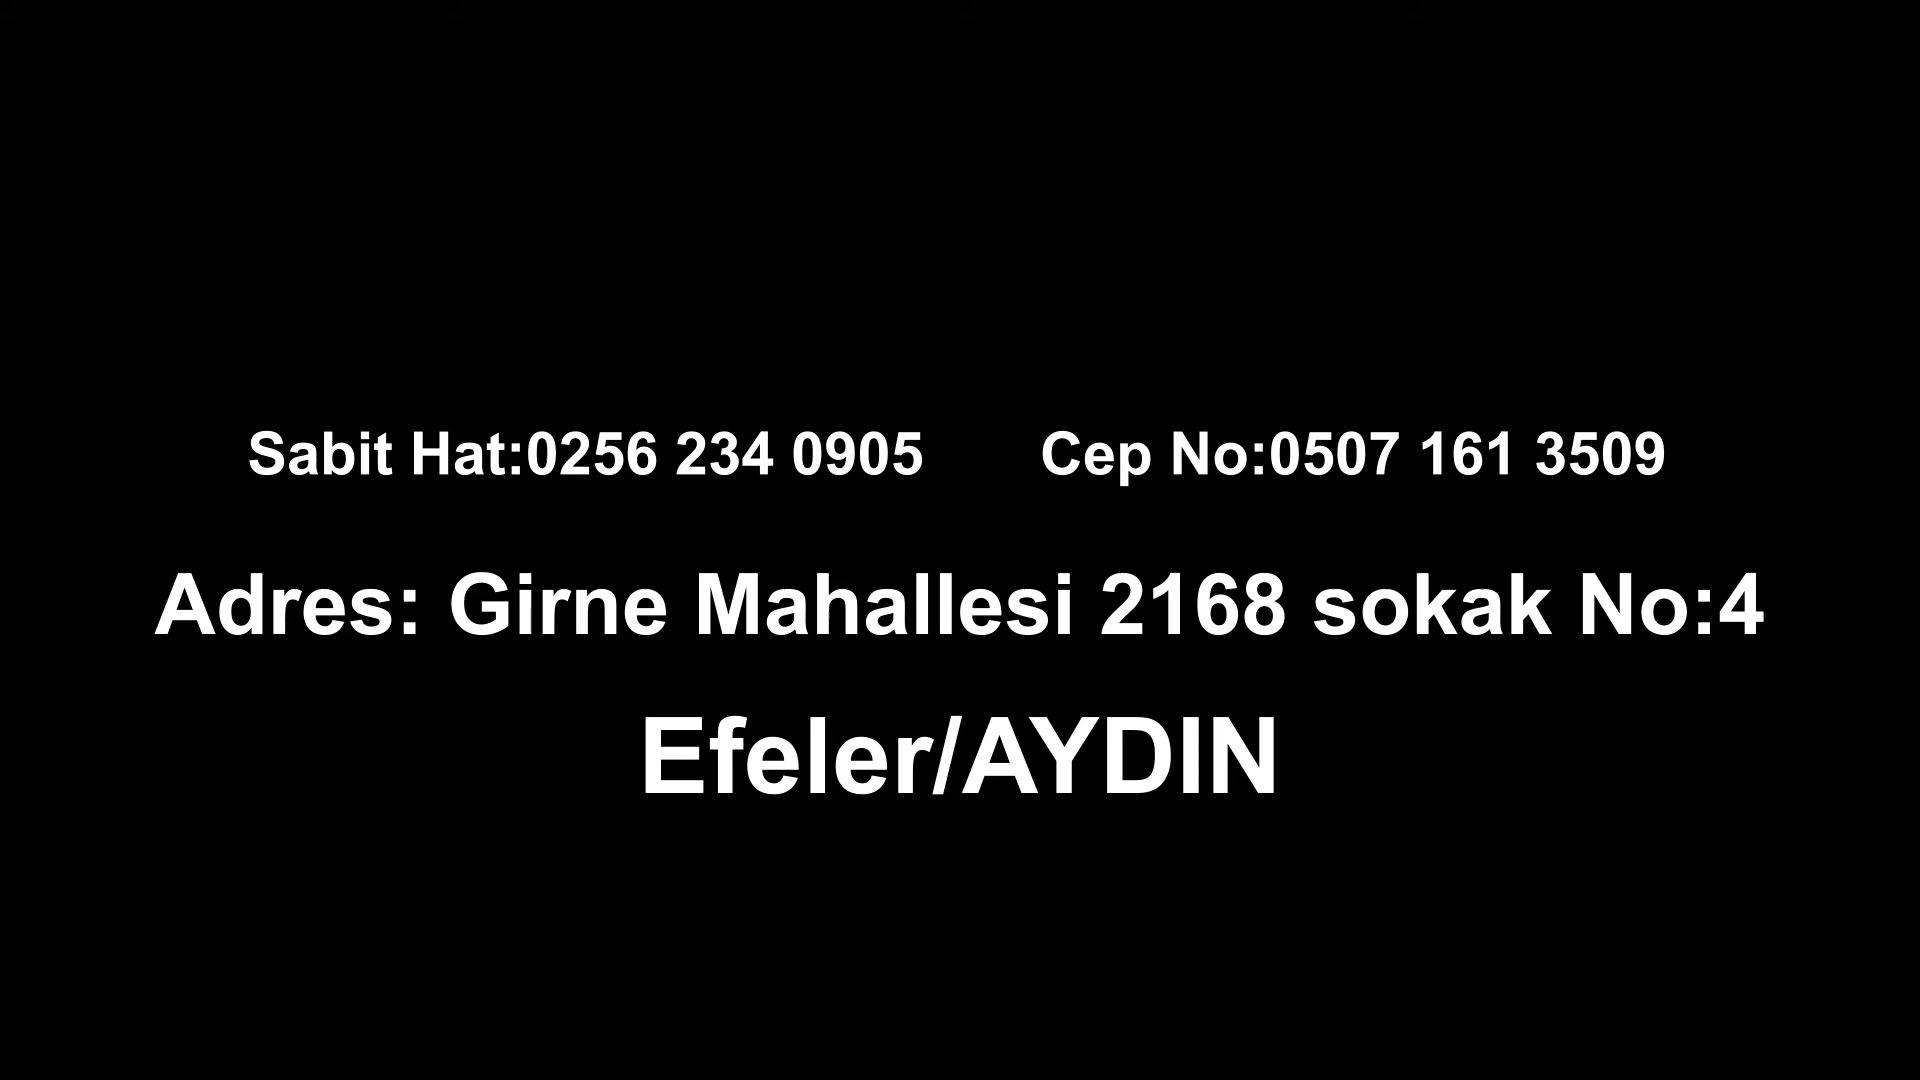 Sabit Hat:0256 234 0905 Cep No:0507 161 3509
Adres: Girne Mahallesi 2168 sokak No:4
Efeler/AYDIN